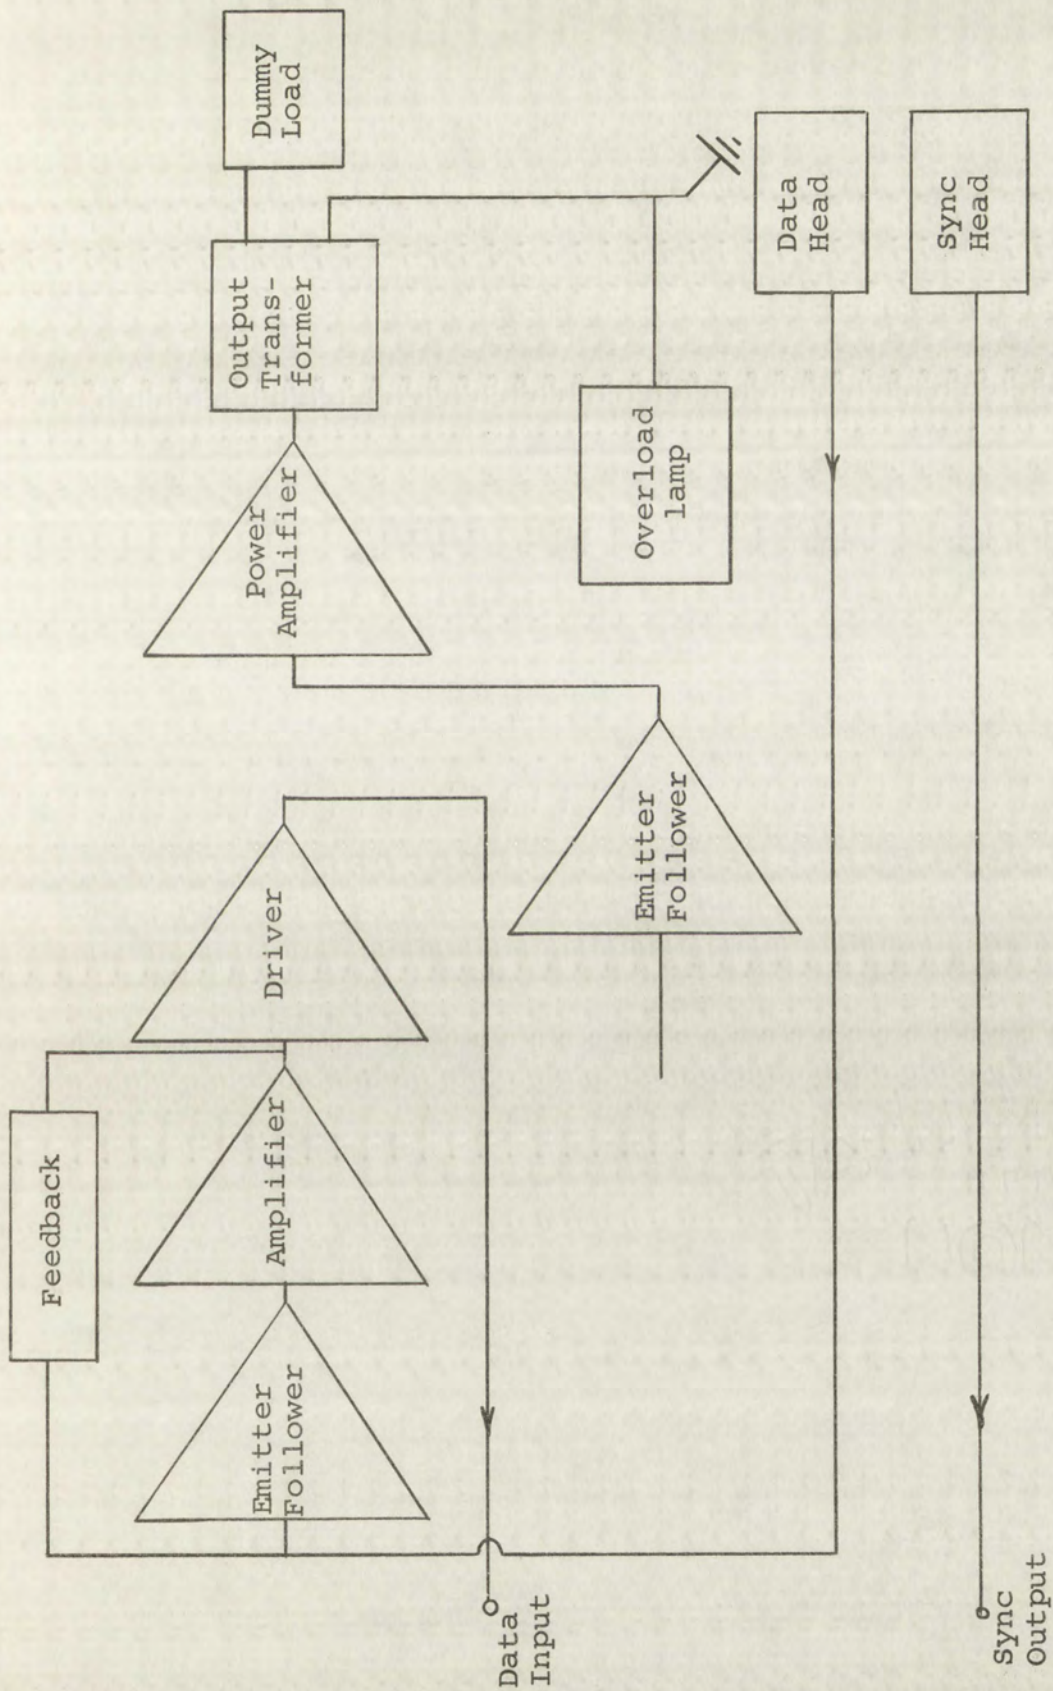 Feedback
Emitter
Follower
Amplifier
Driver
Power
Amplifier
Output
Trans-
former
Dummy
Load
Data
Input
Emitter
Follower
Overload
lamp
Data
Head
Sync
Output
Sync
Head